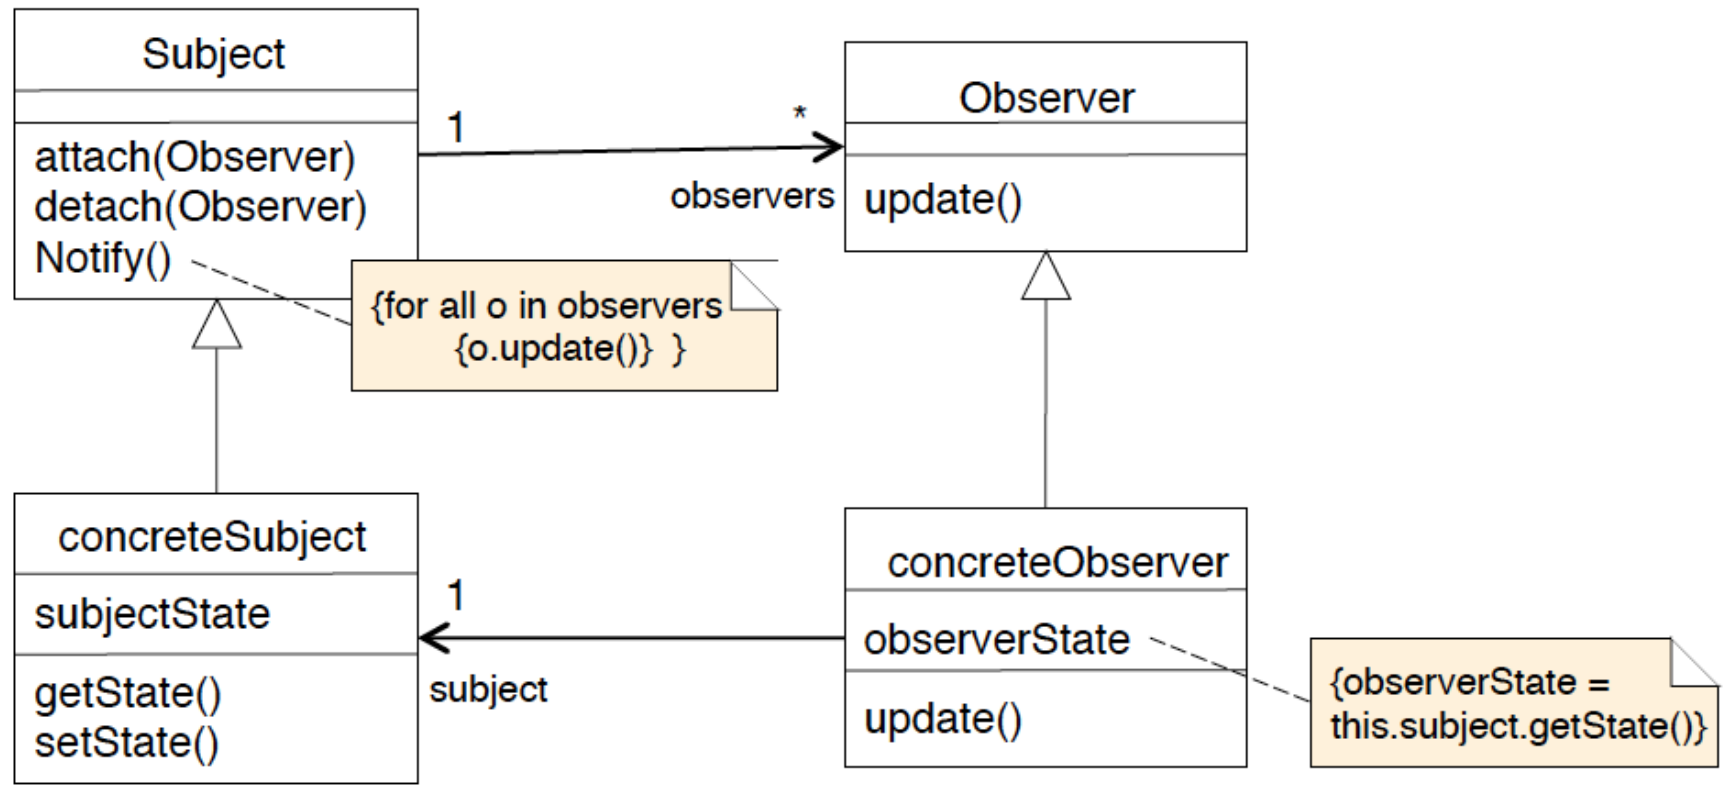 Subject
attach(Observer)
detach(Observer)
Notify()
1
*
observers
Observer
update()
{for all o in observers
{o.update()} }
concreteSubject
subjectState
getState()
setState()
1
subject
concreteObserver
observerState
update()
{observerState =
this.subject.getState()}